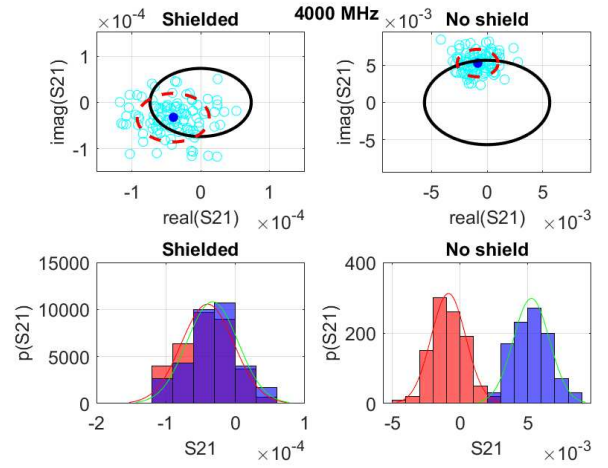 4000 MHz
Shielded
No shield
×10⁻⁴
×10⁻³
imag(S21)
1
0
-1
-1
0
1
real(S21)
×10⁻⁴
imag(S21)
5
0
-5
-5
0
5
real(S21)
×10⁻³
Shielded
No shield
p(S21)
15000
10000
5000
0
-2
-1
0
S21
×10⁻⁴
p(S21)
400
200
0
-5
0
5
S21
×10⁻³